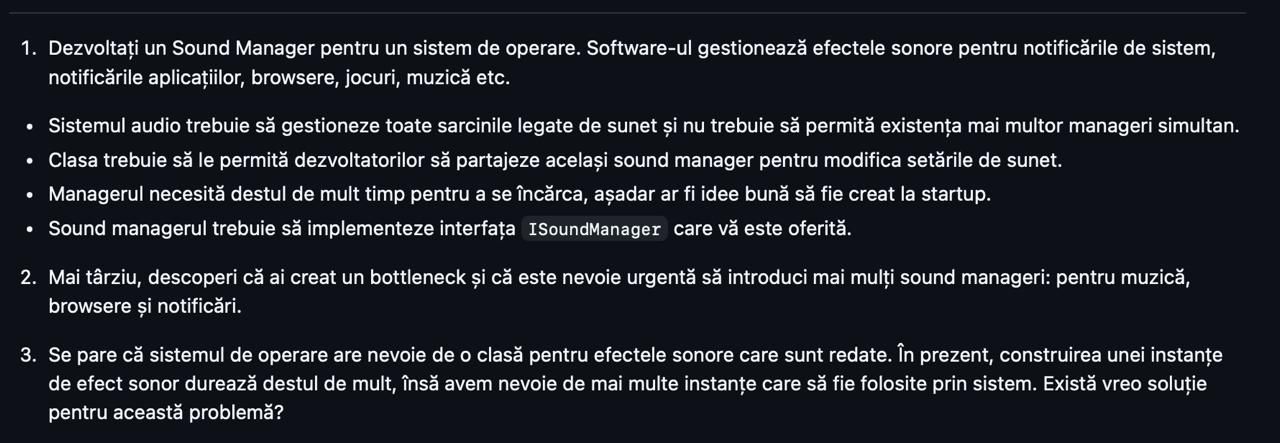 1. Dezvoltați un Sound Manager pentru un sistem de operare. Software-ul gestionează efectele sonore pentru notificările de sistem,
notificările aplicațiilor, browsere, jocuri, muzică etc.
• Sistemul audio trebuie să gestioneze toate sarcinile legate de sunet și nu trebuie să permită existența mai multor manageri simultan.
• Clasa trebuie să le permită dezvoltatorilor să partajeze același sound manager pentru modifica setările de sunet.
• Managerul necesită destul de mult timp pentru a se încărca, așadar ar fi idee bună să fie creat la startup.
• Sound managerul trebuie să implementeze interfața ISoundManager care vă este oferită.
2. Mai târziu, descoperi că ai creat un bottleneck și că este nevoie urgentă să introduci mai mulți sound manageri: pentru muzică,
browsere și notificări.
3. Se pare că sistemul de operare are nevoie de o clasă pentru efectele sonore care sunt redate. În prezent, construirea unei instanțe
de efect sonor durează destul de mult, însă avem nevoie de mai multe instanțe care să fie folosite prin sistem. Există vreo soluție
pentru această problemă?